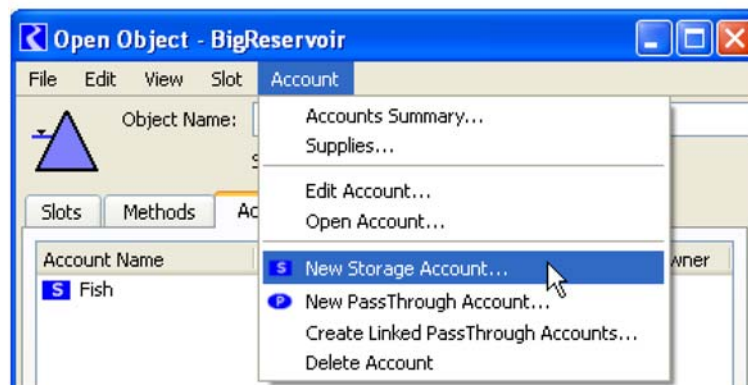 Open Object - BigReservoir
File Edit View Slot Account
Object Name:
Accounts Summary...
Supplies...
Edit Account...
Open Account...
Slots Methods
Account Name
S New Storage Account...
S Fish
P New PassThrough Account...
Create Linked PassThrough Accounts...
Delete Account